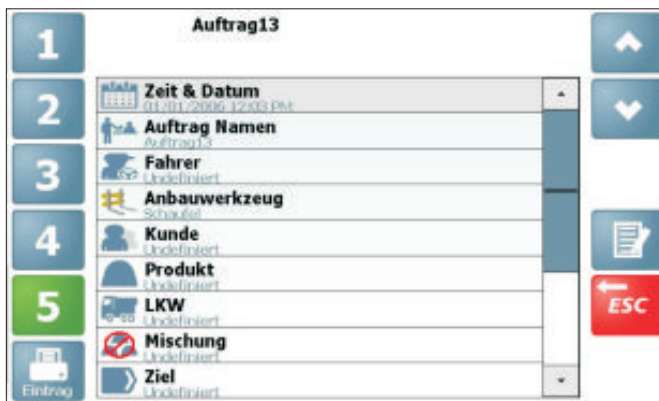 Auftrag13
1
2
3
4
5
Eintrag
Zeit & Datum
01/01/2006 12:03 PM
Auftrag Namen
Auftrag13
Fahrer
Undefiniert
Anbauwerkzeug
Schaufel
Kunde
Undefiniert
Produkt
Undefiniert
LKW
Undefiniert
Mischung
Undefiniert
Ziel
Undefiniert
ESC